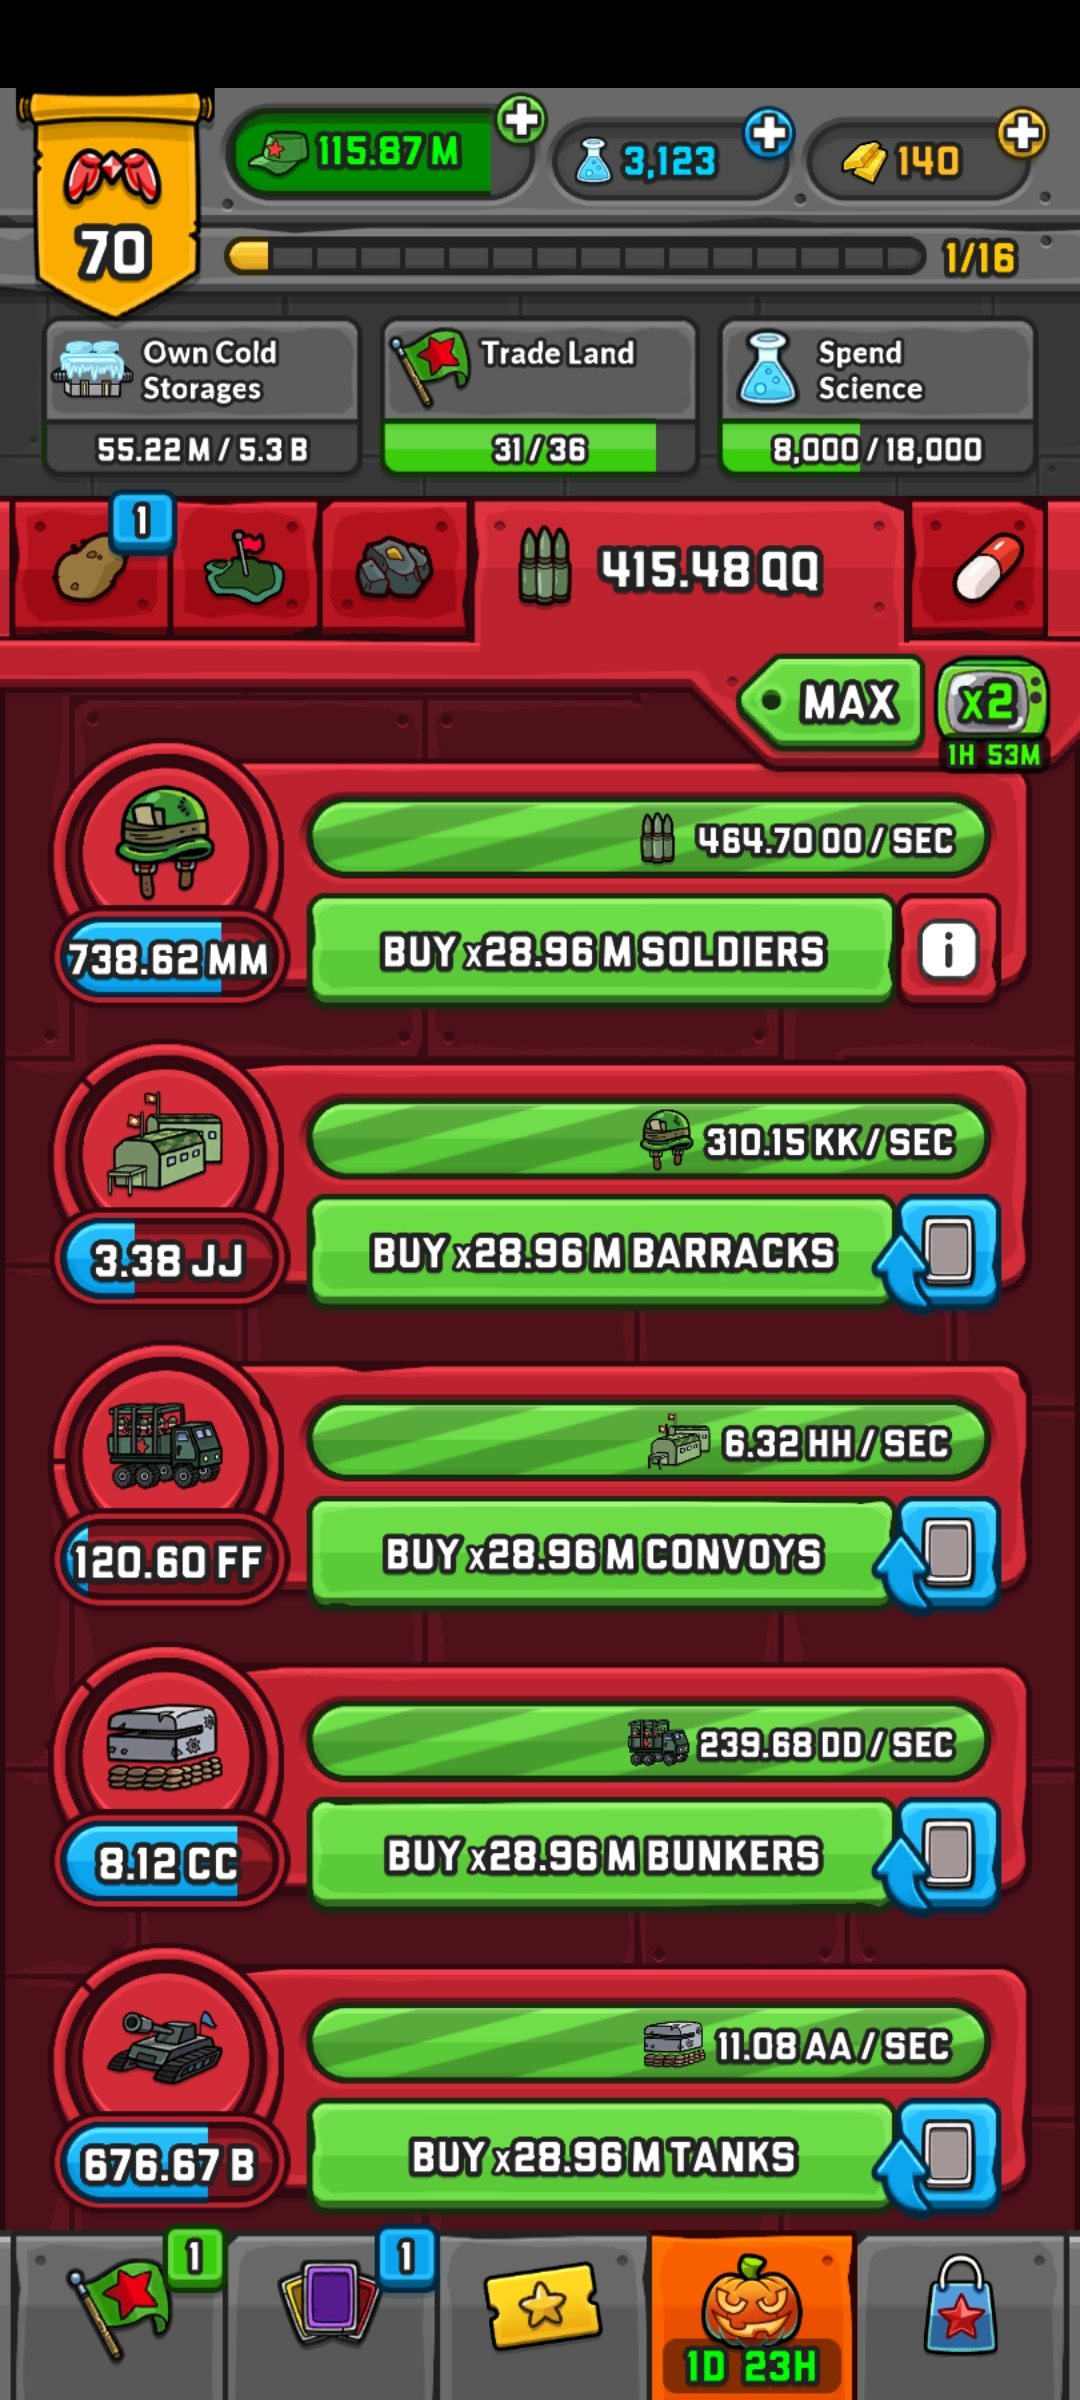 70
115.87 M
3,123
140
1/16
Own Cold
Storages
55.22 M / 5.3 B
Trade Land
31 / 36
Spend
Science
8,000 / 18,000
1
415.48 QQ
MAX
x2
1H 53M
464.70 OO / SEC
738.62 MM
BUY x28.96 M SOLDIERS
i
310.15 KK / SEC
3.38 JJ
BUY x28.96 M BARRACKS
6.32 HH / SEC
120.60 FF
BUY x28.96 M CONVOYS
239.68 DD / SEC
8.12 CC
BUY x28.96 M BUNKERS
11.08 AA / SEC
676.67 B
BUY x28.96 M TANKS
1
1
1D 23H